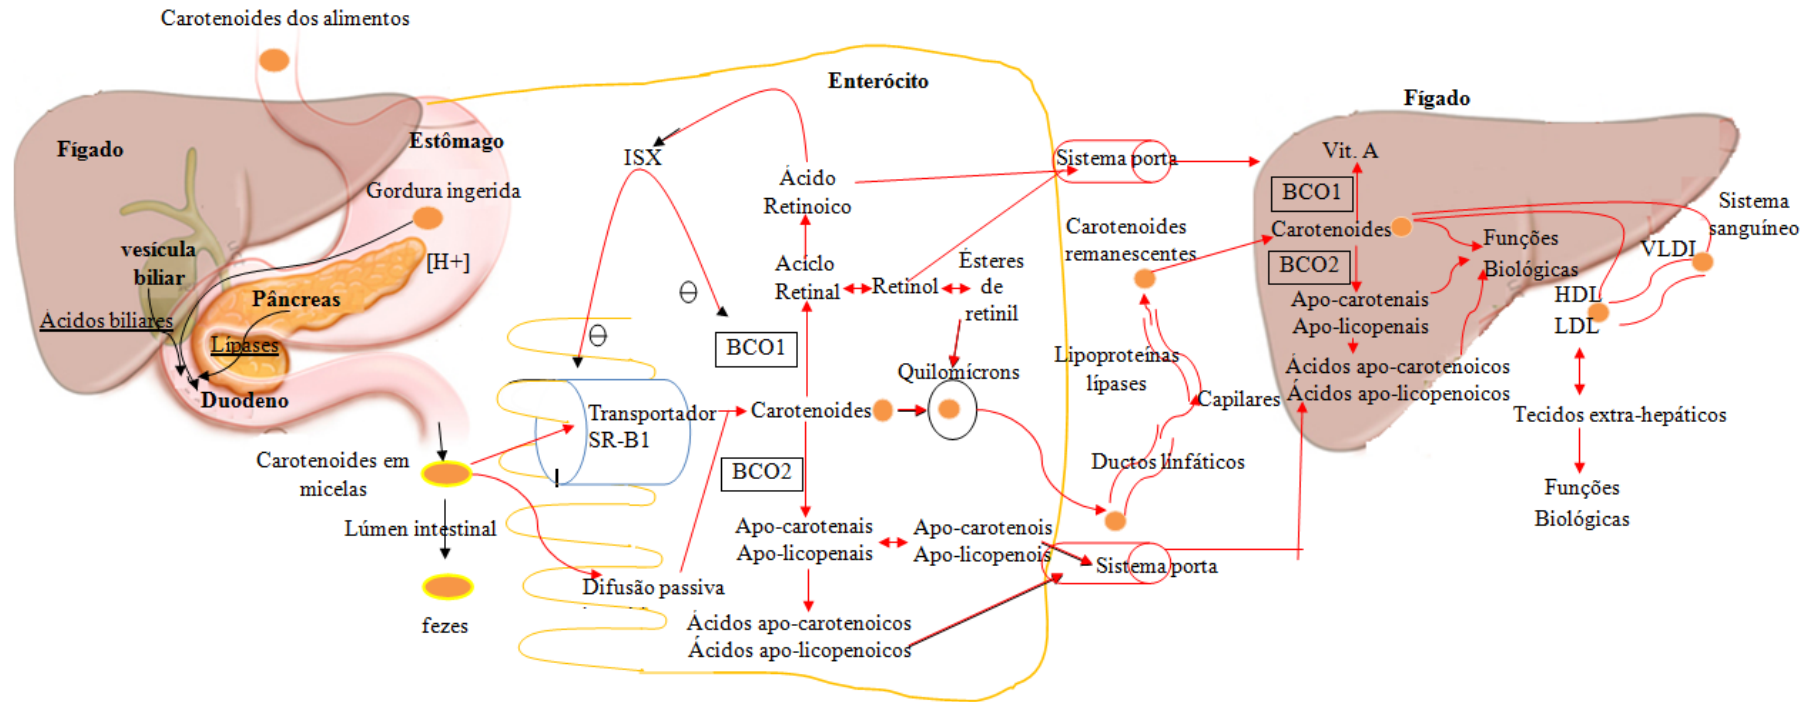 Carotenoides dos alimentos
Fígado
Estômago
Gordura ingerida
vesícula
biliar
[H+]
Pâncreas
Ácidos biliares
Lípases
Duodeno
Carotenoides em
micelas
Lúmen intestinal
fezes
Enterócito
ISX
Ácido
Retinoico
Θ
Θ
Acíclo
Retinal
Retinol
Ésteres
de
retinil
BCO1
Quilomícrons
Transportador
SR-B1
Carotenoides
BCO2
Apo-carotenais
Apo-licopenais
Apo-carotenois
Apo-licopenois
Difusão passiva
Ácidos apo-carotenoicos
Ácidos apo-licopenoicos
Sistema porta
Carotenoides
remanescentes
Lipoproteínas
lípases
Capilares
Ductos linfáticos
Sistema porta
Fígado
Vit. A
BCO1
Carotenoides
BCO2
Apo-carotenais
Apo-licopenais
Ácidos apo-carotenoicos
Ácidos apo-licopenoicos
Funções
Biológicas
Sistema
sanguíneo
VLDI
HDL
LDL
Tecidos extra-hepáticos
Funções
Biológicas